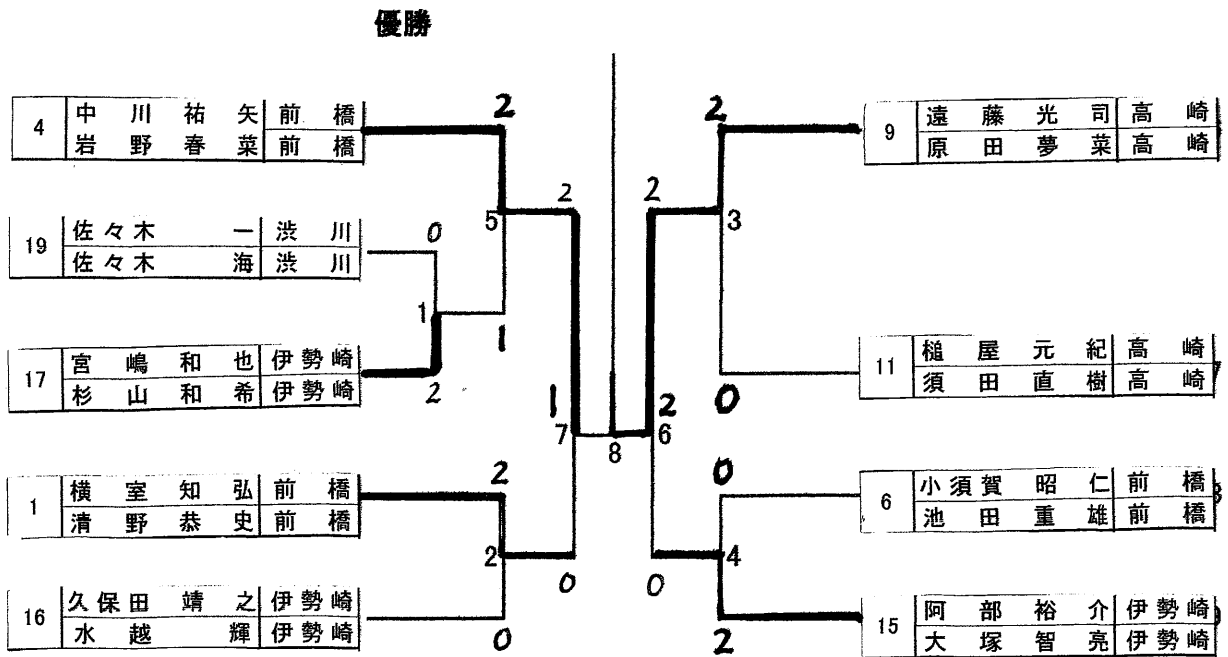 優勝
4 中川祐矢 前橋
岩野春菜 前橋
19 佐々木一 渋川
佐々木海 渋川
17 宮嶋和也 伊勢崎
杉山和希 伊勢崎
1 横室知弘 前橋
清野恭史 前橋
16 久保田靖之 伊勢崎
水越輝 伊勢崎
2
5
2
0
1
1
2
1
7
2
2
0
0
8
2
2
3
0
2
6
0
4
0
2
9 遠藤光司 高崎
原田夢菜 高崎
11 槌屋元紀 高崎
須田直樹 高崎
6 小須賀昭仁 前橋
池田重雄 前橋
15 阿部裕介 伊勢崎
大塚智亮 伊勢崎